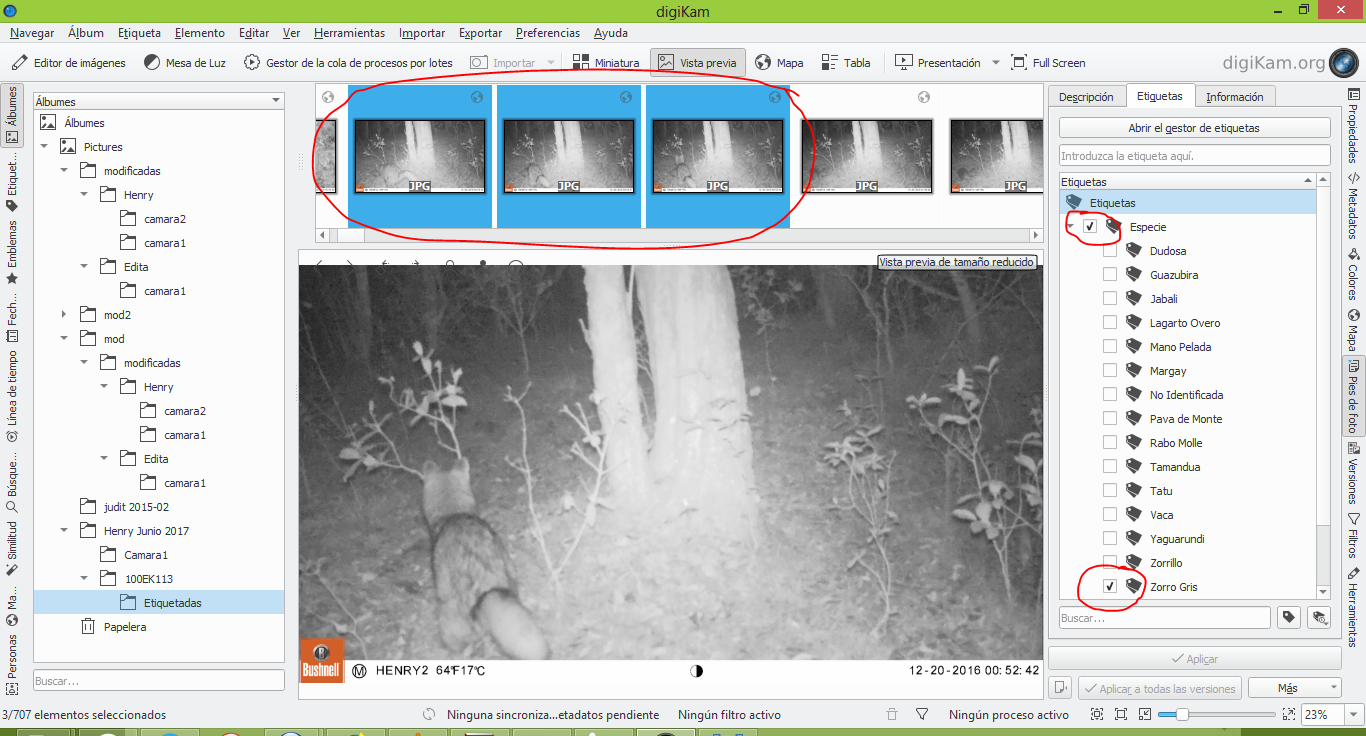 digiKam
Navegar Álbum Etiqueta Elemento Editar Ver Herramientas Importar Exportar Preferencias Ayuda
Editor de imágenes Mesa de Luz Gestor de la cola de procesos por lotes Importar Miniatura Vista previa Mapa Tabla Presentación Full Screen digiKam.org
Álbumes
Etiquet...
Emblemas
Fech...
Línea de tiempo
Búsque...
Similitud
Ma...
Personas
Álbumes
Álbumes
Pictures
modificadas
Henry
camara2
camara1
Edita
camara1
mod2
mod
modificadas
Henry
camara2
camara1
Edita
camara1
judit 2015-02
Henry Junio 2017
Camara1
100EK113
Etiquetadas
Papelera
Buscar...
JPG JPG JPG JPG JPG
Vista previa de tamaño reducido
Bushnell M HENRY2 64°F17°C 12-20-2016 00:52:42
Descripción Etiquetas Información
Abrir el gestor de etiquetas
Introduzca la etiqueta aquí.
Etiquetas
Etiquetas
Especie
Dudosa
Guazubira
Jabali
Lagarto Overo
Mano Pelada
Margay
No Identificada
Pava de Monte
Rabo Molle
Tamandua
Tatu
Vaca
Yaguarundi
Zorrillo
Zorro Gris
Buscar...
Aplicar
Aplicar a todas las versiones Más
Propiedades
Metadatos
Colores
Mapa
Pies de foto
Versiones
Filtros
Herramientas
3/707 elementos seleccionados Ninguna sincroniza...etadatos pendiente Ningún filtro activo Ningún proceso activo 23%